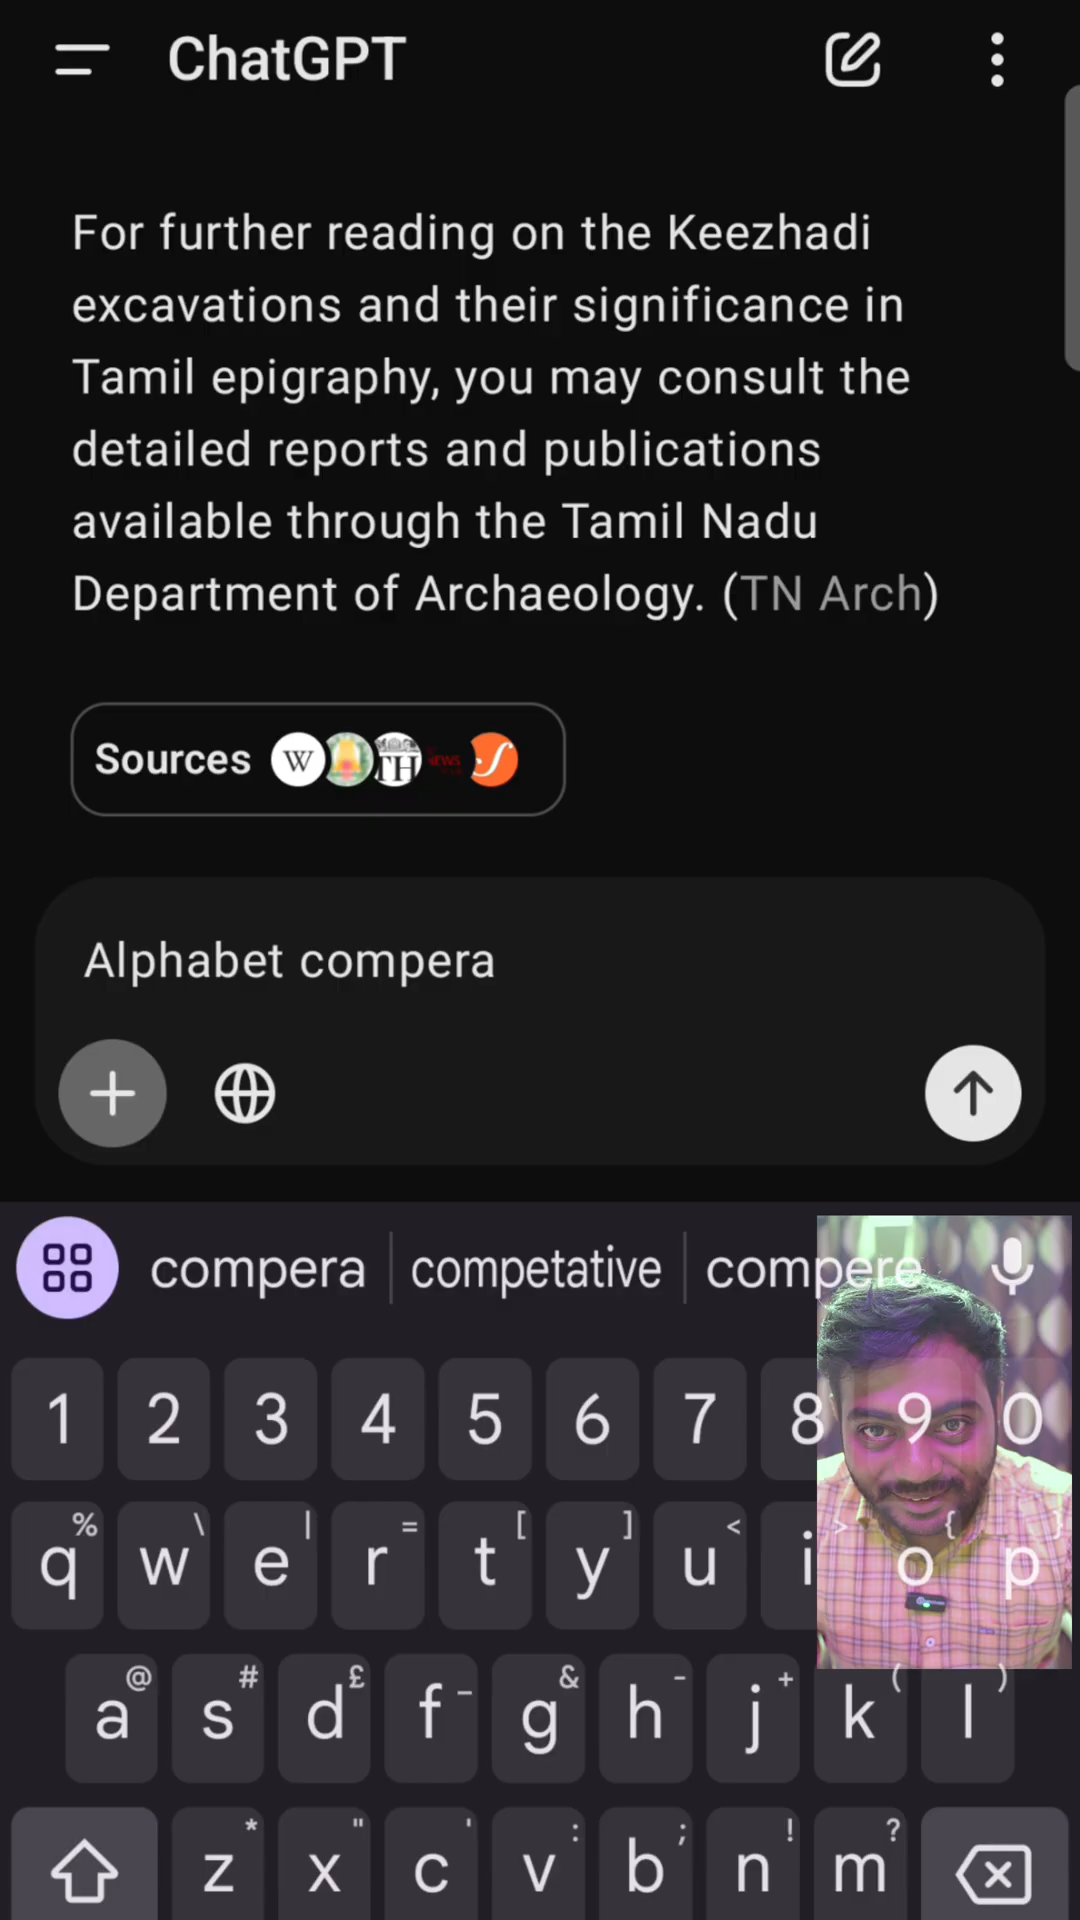 ChatGPT
For further reading on the Keezhadi
excavations and their significance in
Tamil epigraphy, you may consult the
detailed reports and publications
available through the Tamil Nadu
Department of Archaeology. (TN Arch)
Sources W TH NEWS
Alphabet compera
compera competative compere
1 2 3 4 5 6 7 8 9 0
% \ | = [ ] < > { }
q w e r t y u i o p
@ # £ _ & - + ( )
a s d f g h j k l
* " ' : ; ! ?
z x c v b n m